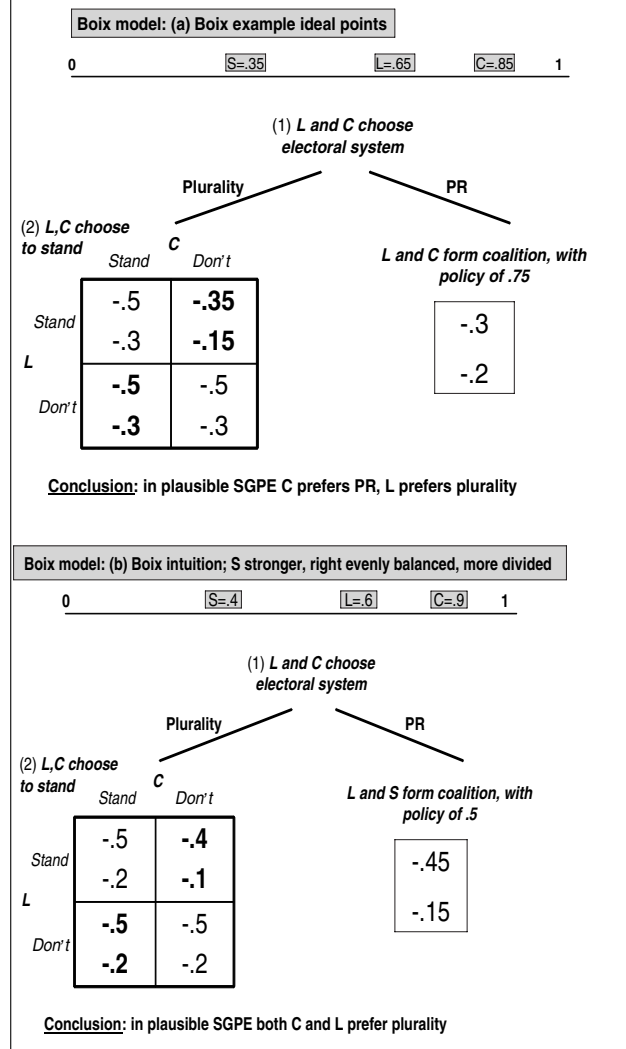 Boix model: (a) Boix example ideal points
0 S=.35 L=.65 C=.85 1
(1) L and C choose
electoral system
Plurality PR
(2) L,C choose
to stand
C
Stand Don't
L and C form coalition, with
policy of .75
Stand
L
Don't
-.5 -.35
-.3 -.15
-.5 -.5
-.3 -.3
-.3
-.2
Conclusion: in plausible SGPE C prefers PR, L prefers plurality
Boix model: (b) Boix intuition; S stronger, right evenly balanced, more divided
0 S=.4 L=.6 C=.9 1
(1) L and C choose
electoral system
Plurality PR
(2) L,C choose
to stand
C
Stand Don't
L and S form coalition, with
policy of .5
Stand
L
Don't
-.5 -.4
-.2 -.1
-.5 -.5
-.2 -.2
-.45
-.15
Conclusion: in plausible SGPE both C and L prefer plurality